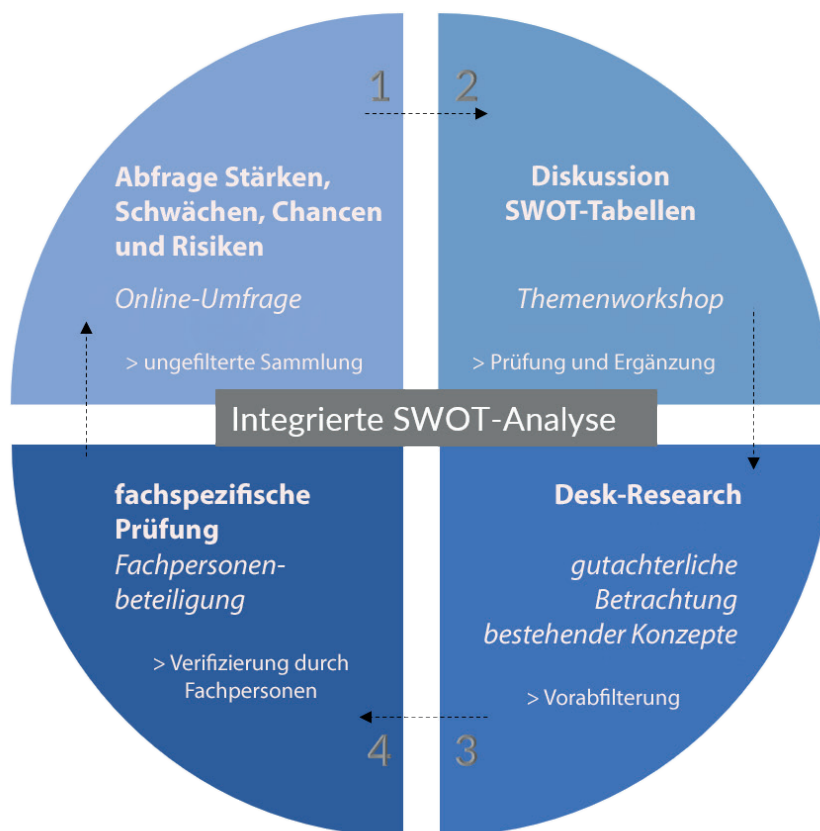 1
Abfrage Stärken,
Schwächen, Chancen
und Risiken
Online-Umfrage
> ungefilterte Sammlung
2
Diskussion
SWOT-Tabellen
Themenworkshop
> Prüfung und Ergänzung
Integrierte SWOT-Analyse
Desk-Research
gutachterliche
Betrachtung
bestehender Konzepte
> Vorabfilterung
3
fachspezifische
Prüfung
Fachpersonen-
beteiligung
> Verifizierung durch
Fachpersonen
4